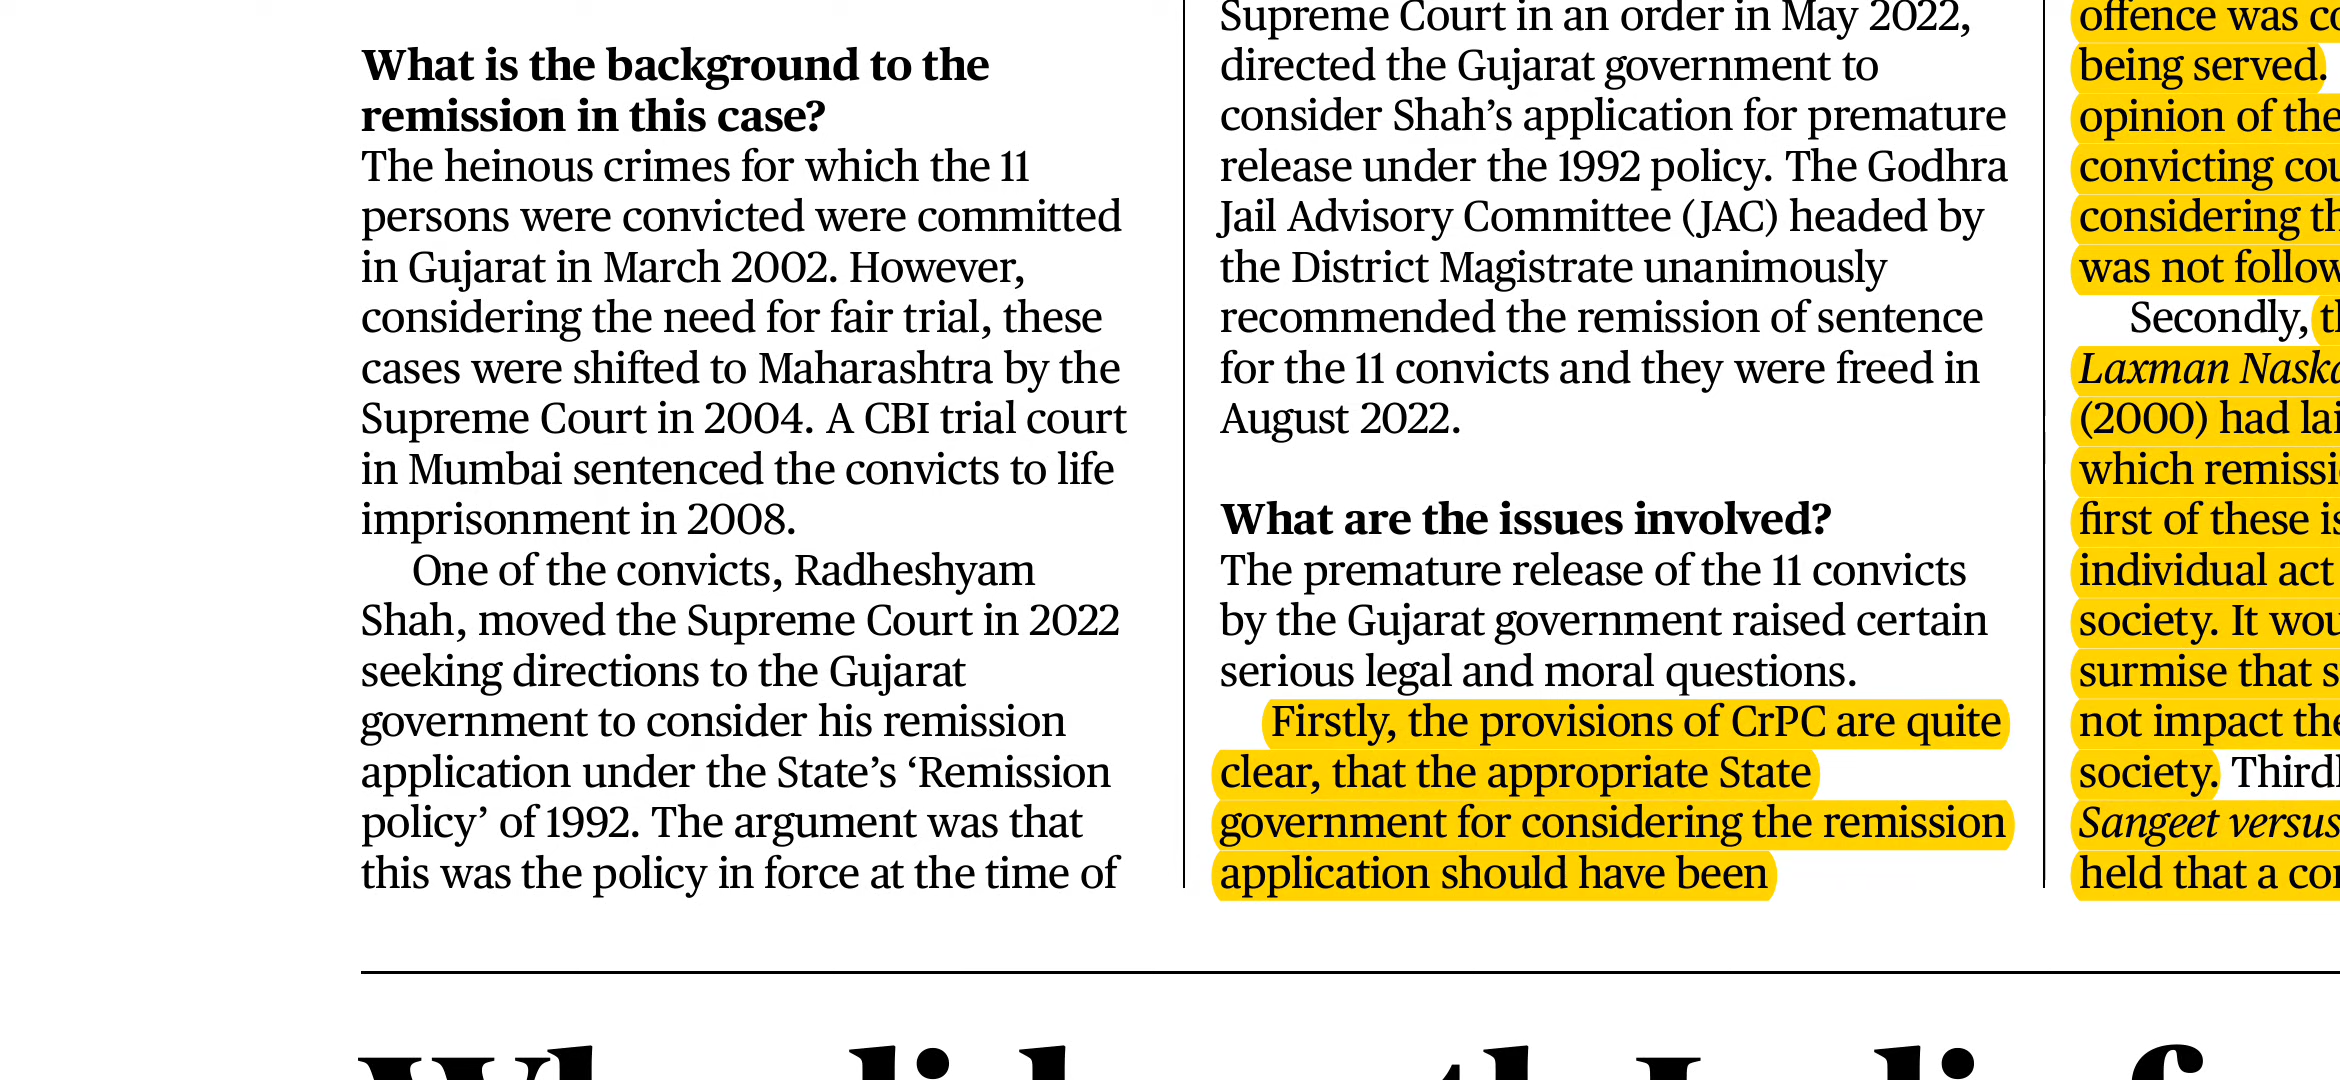 What is the background to the
remission in this case?
The heinous crimes for which the 11
persons were convicted were committed
in Gujarat in March 2002. However,
considering the need for fair trial, these
cases were shifted to Maharashtra by the
Supreme Court in 2004. A CBI trial court
in Mumbai sentenced the convicts to life
imprisonment in 2008.
One of the convicts, Radheshyam
Shah, moved the Supreme Court in 2022
seeking directions to the Gujarat
government to consider his remission
application under the State’s ‘Remission
policy’ of 1992. The argument was that
this was the policy in force at the time of
Supreme Court in an order in May 2022,
directed the Gujarat government to
consider Shah’s application for premature
release under the 1992 policy. The Godhra
Jail Advisory Committee (JAC) headed by
the District Magistrate unanimously
recommended the remission of sentence
for the 11 convicts and they were freed in
August 2022.
What are the issues involved?
The premature release of the 11 convicts
by the Gujarat government raised certain
serious legal and moral questions.
Firstly, the provisions of CrPC are quite
clear, that the appropriate State
government for considering the remission
application should have been
offence was
being served.
opinion of the
convicting
considering
was not
Secondly,
Laxman
(2000) had
which
first of these
individual act
society. It
surmise that
not impact the
society.
Sangeet versus
held that a